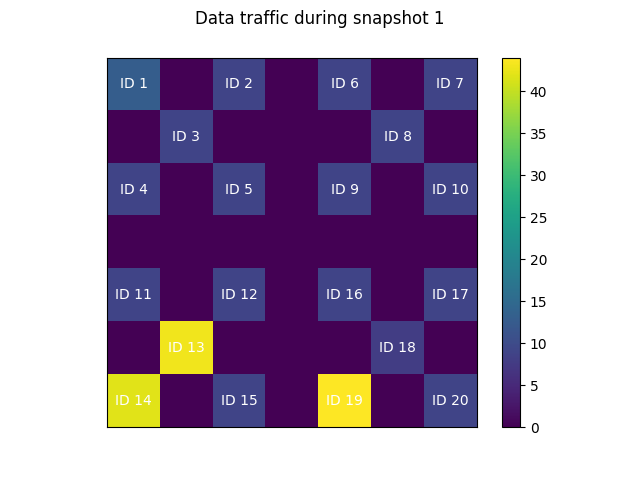 Data traffic during snapshot 1
ID 1 ID 2 ID 6 ID 7
ID 3 ID 8
ID 4 ID 5 ID 9 ID 10
ID 11 ID 12 ID 16 ID 17
ID 13 ID 18
ID 14 ID 15 ID 19 ID 20
40
35
30
25
20
15
10
5
0